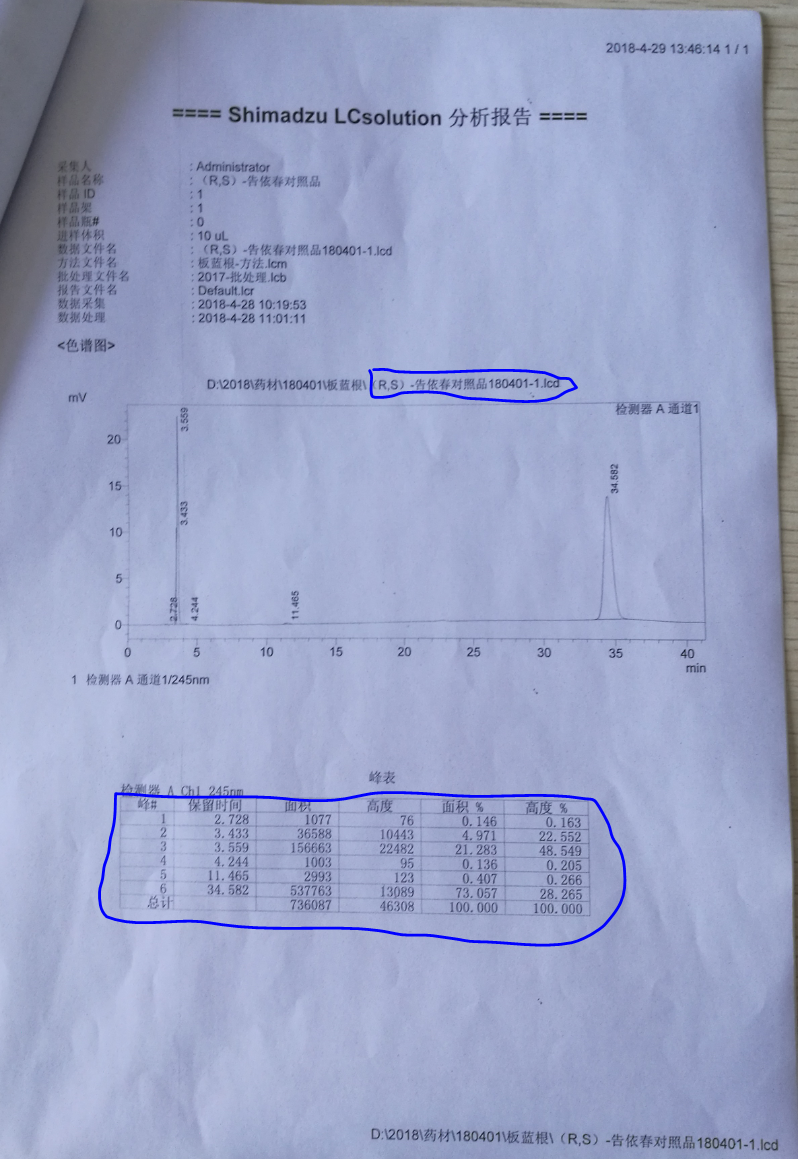 2018-4-29 13:46:14 1 / 1
==== Shimadzu LCsolution 分析报告 ====
采集人 : Administrator
样品名称 : （R,S）-告依春对照品
样品 ID : 1
样品架 : 1
样品瓶# : 0
进样体积 : 10 uL
数据文件名 : （R,S）-告依春对照品180401-1.lcd
方法文件名 : 板蓝根-方法.lcm
批处理文件名 : 2017-批处理.lcb
报告文件名 : Default.lcr
数据采集 : 2018-4-28 10:19:53
数据处理 : 2018-4-28 11:01:11
<色谱图>
D:\2018\药材\180401\板蓝根\（R,S）-告依春对照品180401-1.lcd
mV
检测器 A 通道1
20
15
10
5
0
3.559
3.433
2.728
4.244
11.465
34.582
0 5 10 15 20 25 30 35 40
min
1 检测器 A 通道1/245nm
峰表
检测器 A Ch1 245nm
峰# 保留时间 面积 高度 面积 % 高度 %
1 2.728 1077 76 0.146 0.163
2 3.433 36588 10443 4.971 22.552
3 3.559 156663 22482 21.283 48.549
4 4.244 1003 95 0.136 0.205
5 11.465 2993 123 0.407 0.266
6 34.582 537763 13089 73.057 28.265
总计 736087 46308 100.000 100.000
D:\2018\药材\180401\板蓝根\（R,S）-告依春对照品180401-1.lcd